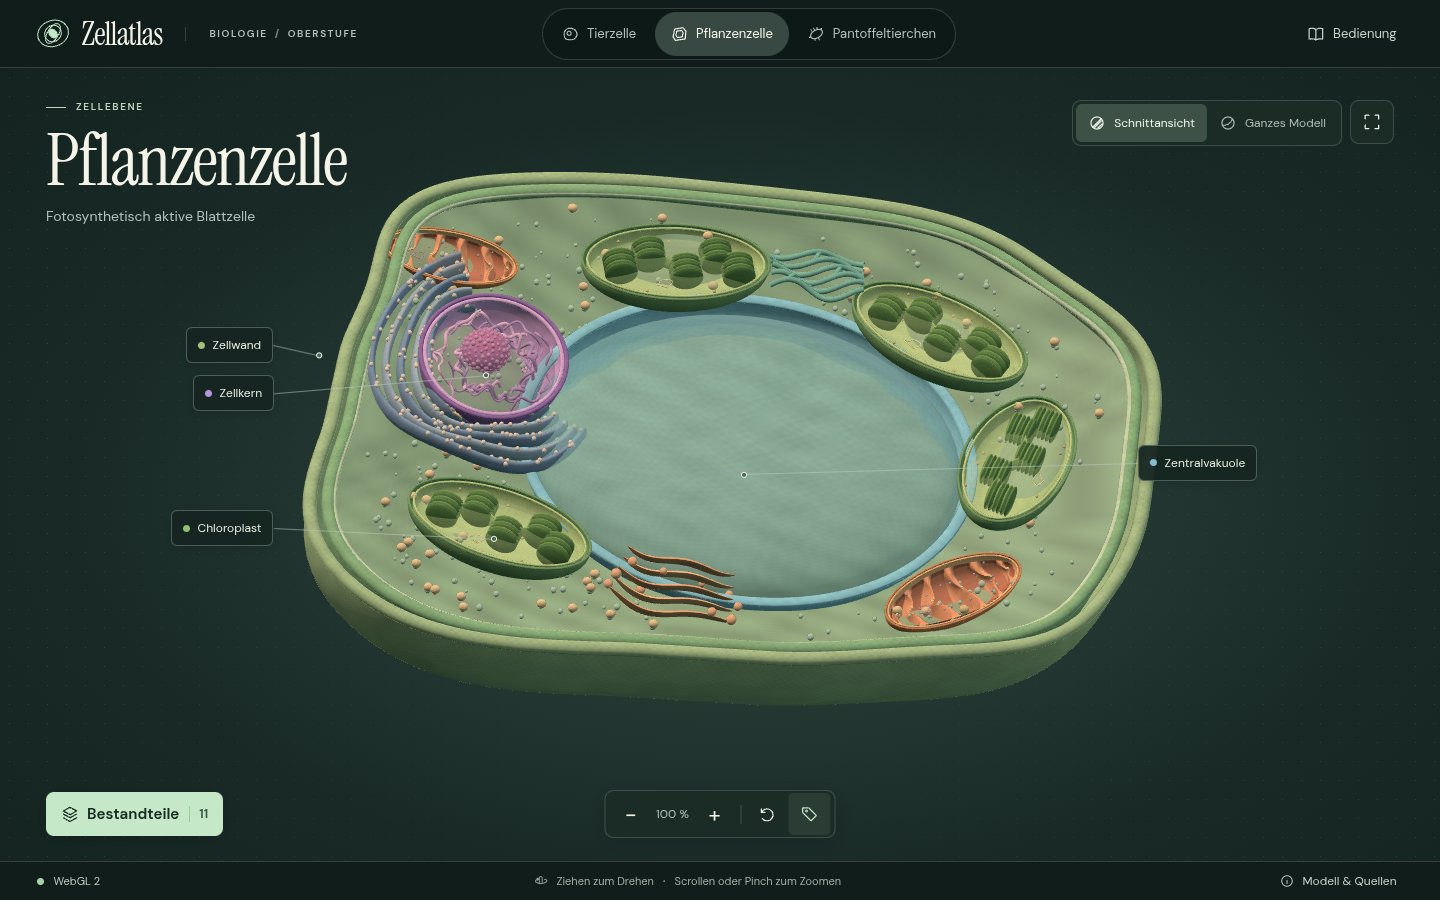 Zellatlas
BIOLOGIE / OBERSTUFE
Tierzelle
Pflanzenzelle
Pantoffeltierchen
Bedienung
ZELLEBENE
Pflanzenzelle
Fotosynthetisch aktive Blattzelle
Schnittansicht
Ganzes Modell
Zellwand
Zellkern
Zentralvakuole
Chloroplast
Bestandteile 11
− 100 % +
WebGL 2
Ziehen zum Drehen · Scrollen oder Pinch zum Zoomen
Modell & Quellen